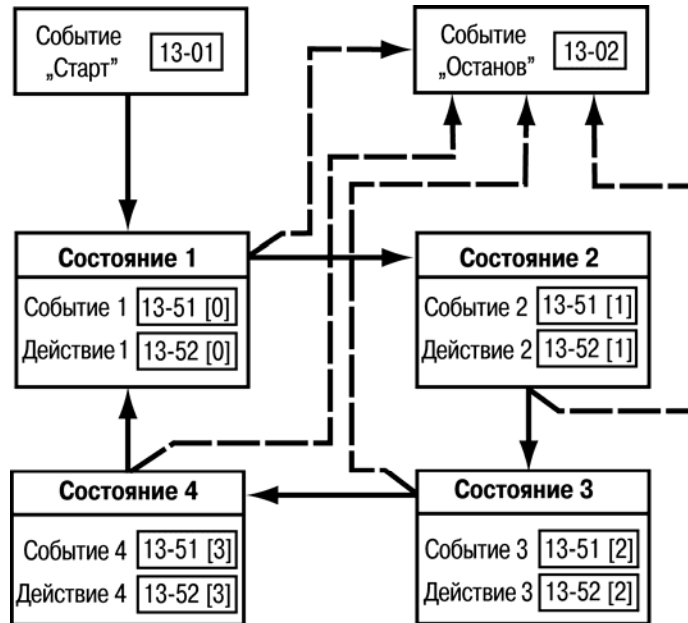 Событие
„Старт”
13-01
Событие
„Останов”
13-02
Состояние 1
Событие 1 13-51 [0]
Действие 1 13-52 [0]
Состояние 2
Событие 2 13-51 [1]
Действие 2 13-52 [1]
Состояние 4
Событие 4 13-51 [3]
Действие 4 13-52 [3]
Состояние 3
Событие 3 13-51 [2]
Действие 3 13-52 [2]